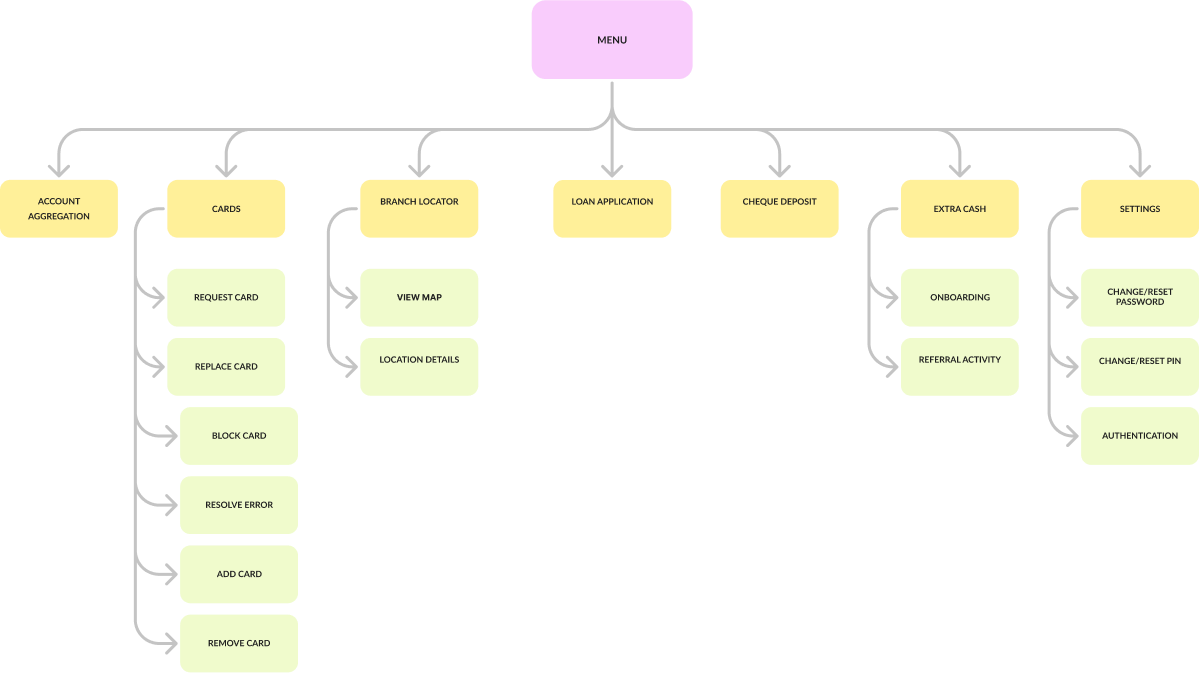 MENU
ACCOUNT
AGGREGATION
CARDS
BRANCH LOCATOR
LOAN APPLICATION
CHEQUE DEPOSIT
EXTRA CASH
SETTINGS
REQUEST CARD
REPLACE CARD
BLOCK CARD
RESOLVE ERROR
ADD CARD
REMOVE CARD
VIEW MAP
LOCATION DETAILS
ONBOARDING
REFERRAL ACTIVITY
CHANGE/RESET
PASSWORD
CHANGE/RESET PIN
AUTHENTICATION